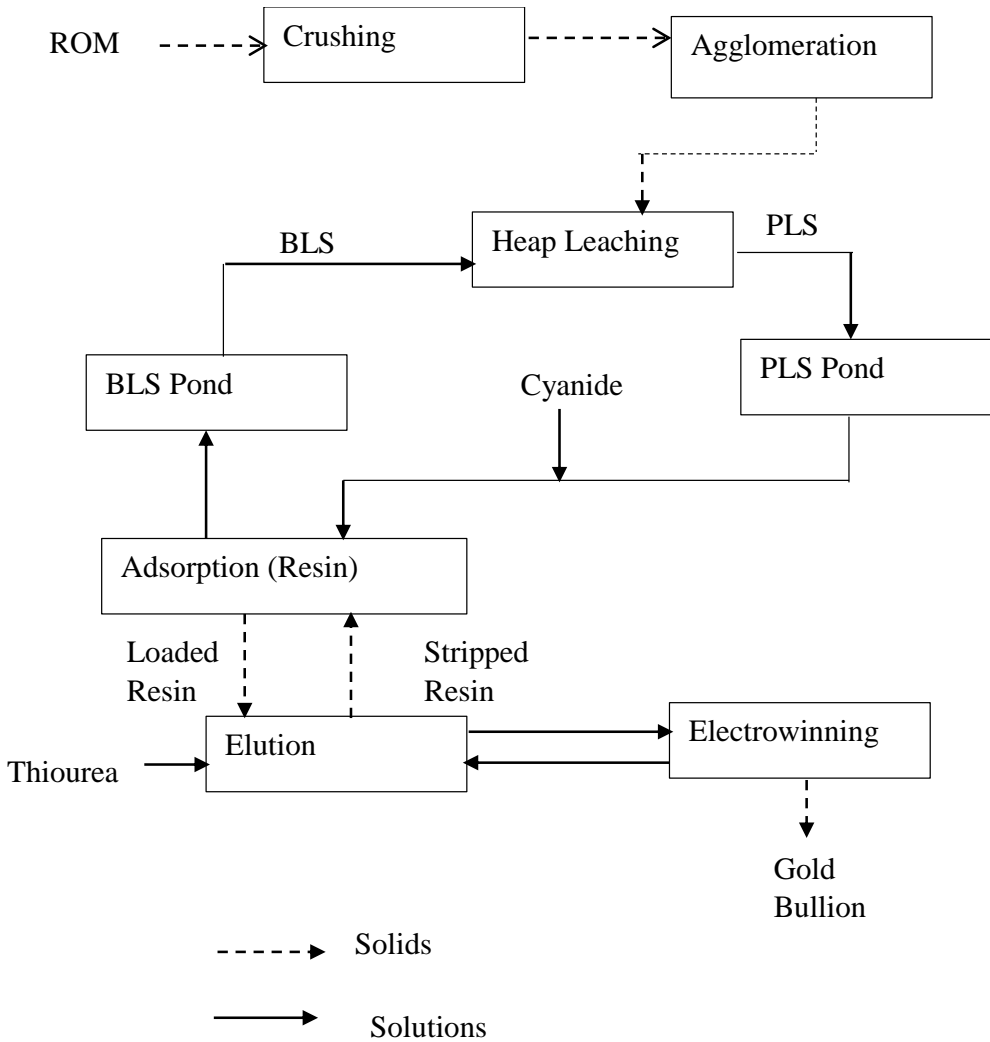 ROM
Crushing
Agglomeration
BLS
Heap Leaching
PLS
BLS Pond
Cyanide
PLS Pond
Adsorption (Resin)
Loaded
Resin
Stripped
Resin
Elution
Electrowinning
Thiourea
Gold
Bullion
Solids
Solutions